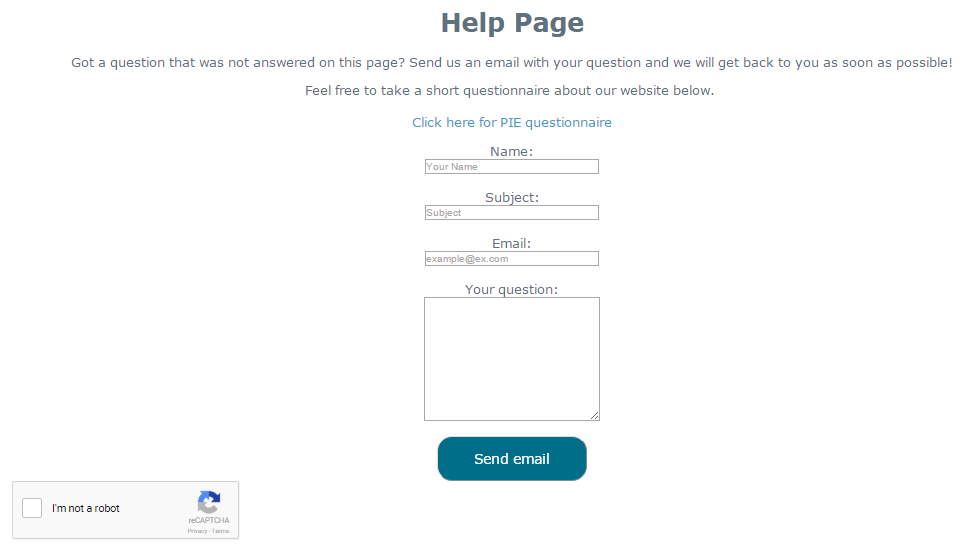 Help Page
Got a question that was not answered on this page? Send us an email with your question and we will get back to you as soon as possible!
Feel free to take a short questionnaire about our website below.
Click here for PIE questionnaire
Name:
Your Name
Subject:
Subject
Email:
example@ex.com
Your question:
Send email
I'm not a robot
reCAPTCHA
Privacy - Terms